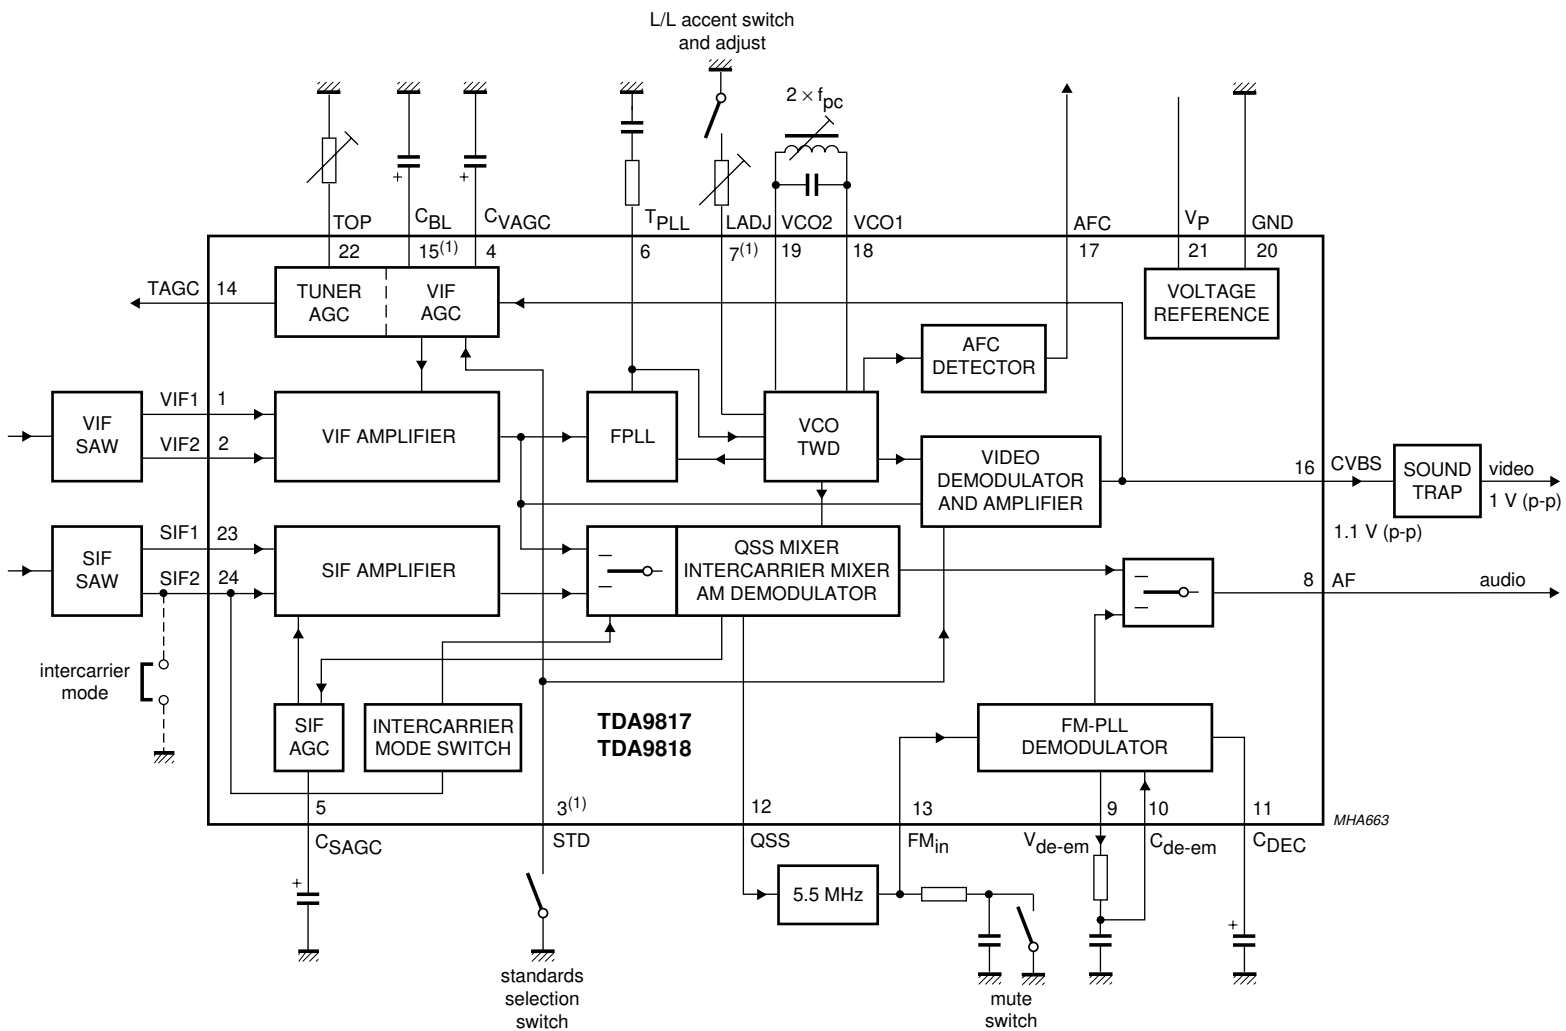 L/L accent switch
and adjust
2 × fpc
TOP
CBL
CVAGC
TPLL
LADJ
VCO2
VCO1
AFC
VP
GND
22
15(1)
4
6
7(1)
19
18
17
21
20
TAGC
14
TUNER
AGC
VIF
AGC
VOLTAGE
REFERENCE
AFC
DETECTOR
VIF
SAW
VIF1
1
VIF2
2
VIF AMPLIFIER
FPLL
VCO
TWD
VIDEO
DEMODULATOR
AND AMPLIFIER
16
CVBS
SOUND
TRAP
video
1 V (p-p)
1.1 V (p-p)
SIF
SAW
SIF1
23
SIF2
24
SIF AMPLIFIER
QSS MIXER
INTERCARRIER MIXER
AM DEMODULATOR
8
AF
audio
intercarrier
mode
SIF
AGC
INTERCARRIER
MODE SWITCH
TDA9817
TDA9818
FM-PLL
DEMODULATOR
5
3(1)
12
13
9
10
11
MHA663
CSAGC
STD
QSS
FMin
Vde-em
Cde-em
CDEC
5.5 MHz
standards
selection
switch
mute
switch